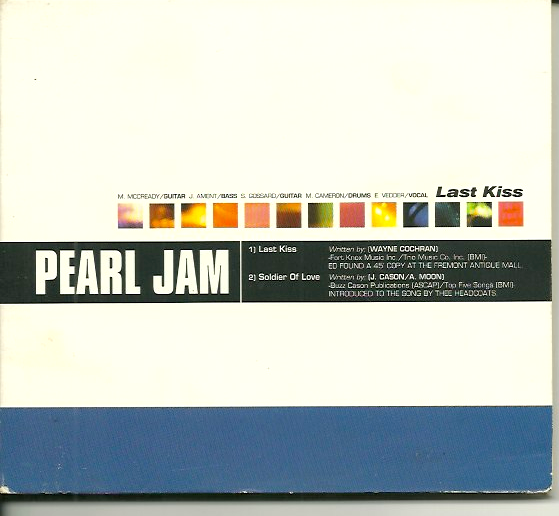 M. MCCREADY/GUITAR J. AMENT/BASS S. GOSSARD/GUITAR M. CAMERON/DRUMS E. VEDDER/VOCAL Last Kiss
PEARL JAM
1) Last Kiss
Written by: (WAYNE COCHRAN)
-Fort Knox Music Inc./Trio Music Co. Inc. (BMI)-
ED FOUND A 45' COPY AT THE FREMONT ANTIQUE MALL.
2) Soldier Of Love
Written by: (J. CASON/A. MOON)
-Buzz Cason Publications (ASCAP)/Top Five Songs (BMI)-
INTRODUCED TO THE SONG BY THEE HEADCOATS.